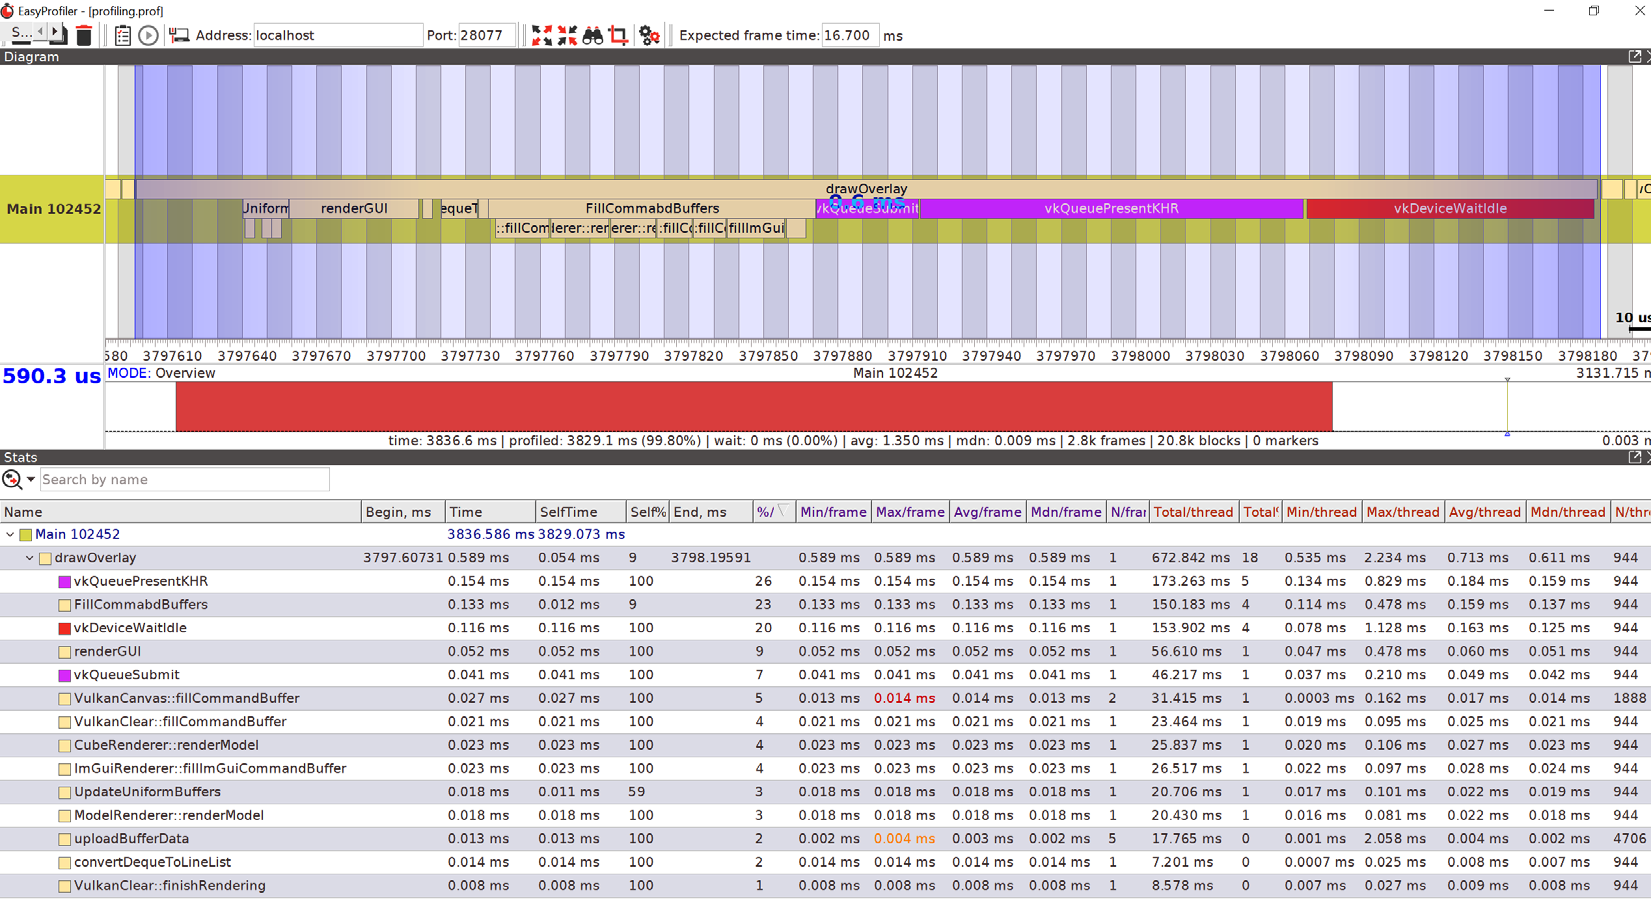 EasyProfiler - [profiling.prof]
S... Address: localhost Port: 28077 Expected frame time: 16.700 ms
Diagram
drawOverlay
0.6 ms
Main 102452
Uniform renderGUI equeT FillCommabdBuffers vkQueueSubmit vkQueuePresentKHR vkDeviceWaitIdle
::fillCom lerer::rer erer::re :fillCo :fillC fillImGui
10 us
580 3797610 3797640 3797670 3797700 3797730 3797760 3797790 3797820 3797850 3797880 3797910 3797940 3797970 3798000 3798030 3798060 3798090 3798120 3798150 3798180 379
590.3 us MODE: Overview Main 102452 3131.715 m
time: 3836.6 ms | profiled: 3829.1 ms (99.80%) | wait: 0 ms (0.00%) | avg: 1.350 ms | mdn: 0.009 ms | 2.8k frames | 20.8k blocks | 0 markers 0.003 m
Stats
Search by name
Name Begin, ms Time SelfTime Self% End, ms %/ Min/frame Max/frame Avg/frame Mdn/frame N/frar Total/thread Total% Min/thread Max/thread Avg/thread Mdn/thread N/thre
Main 102452 3836.586 ms 3829.073 ms
drawOverlay 3797.60731 0.589 ms 0.054 ms 9 3798.19591 0.589 ms 0.589 ms 0.589 ms 0.589 ms 1 672.842 ms 18 0.535 ms 2.234 ms 0.713 ms 0.611 ms 944
vkQueuePresentKHR 0.154 ms 0.154 ms 100 26 0.154 ms 0.154 ms 0.154 ms 0.154 ms 1 173.263 ms 5 0.134 ms 0.829 ms 0.184 ms 0.159 ms 944
FillCommabdBuffers 0.133 ms 0.012 ms 9 23 0.133 ms 0.133 ms 0.133 ms 0.133 ms 1 150.183 ms 4 0.114 ms 0.478 ms 0.159 ms 0.137 ms 944
vkDeviceWaitIdle 0.116 ms 0.116 ms 100 20 0.116 ms 0.116 ms 0.116 ms 0.116 ms 1 153.902 ms 4 0.078 ms 1.128 ms 0.163 ms 0.125 ms 944
renderGUI 0.052 ms 0.052 ms 100 9 0.052 ms 0.052 ms 0.052 ms 0.052 ms 1 56.610 ms 1 0.047 ms 0.478 ms 0.060 ms 0.051 ms 944
vkQueueSubmit 0.041 ms 0.041 ms 100 7 0.041 ms 0.041 ms 0.041 ms 0.041 ms 1 46.217 ms 1 0.037 ms 0.210 ms 0.049 ms 0.042 ms 944
VulkanCanvas::fillCommandBuffer 0.027 ms 0.027 ms 100 5 0.013 ms 0.014 ms 0.014 ms 0.013 ms 2 31.415 ms 1 0.0003 ms 0.162 ms 0.017 ms 0.014 ms 1888
VulkanClear::fillCommandBuffer 0.021 ms 0.021 ms 100 4 0.021 ms 0.021 ms 0.021 ms 0.021 ms 1 23.464 ms 1 0.019 ms 0.095 ms 0.025 ms 0.021 ms 944
CubeRenderer::renderModel 0.023 ms 0.023 ms 100 4 0.023 ms 0.023 ms 0.023 ms 0.023 ms 1 25.837 ms 1 0.020 ms 0.106 ms 0.027 ms 0.023 ms 944
ImGuiRenderer::fillImGuiCommandBuffer 0.023 ms 0.023 ms 100 4 0.023 ms 0.023 ms 0.023 ms 0.023 ms 1 26.517 ms 1 0.022 ms 0.097 ms 0.028 ms 0.024 ms 944
UpdateUniformBuffers 0.018 ms 0.011 ms 59 3 0.018 ms 0.018 ms 0.018 ms 0.018 ms 1 20.706 ms 1 0.017 ms 0.101 ms 0.022 ms 0.019 ms 944
ModelRenderer::renderModel 0.018 ms 0.018 ms 100 3 0.018 ms 0.018 ms 0.018 ms 0.018 ms 1 20.430 ms 1 0.016 ms 0.081 ms 0.022 ms 0.018 ms 944
uploadBufferData 0.013 ms 0.013 ms 100 2 0.002 ms 0.004 ms 0.003 ms 0.002 ms 5 17.765 ms 0 0.001 ms 2.058 ms 0.004 ms 0.002 ms 4706
convertDequeToLineList 0.014 ms 0.014 ms 100 2 0.014 ms 0.014 ms 0.014 ms 0.014 ms 1 7.201 ms 0 0.0007 ms 0.025 ms 0.008 ms 0.007 ms 944
VulkanClear::finishRendering 0.008 ms 0.008 ms 100 1 0.008 ms 0.008 ms 0.008 ms 0.008 ms 1 8.578 ms 0 0.007 ms 0.027 ms 0.009 ms 0.008 ms 944